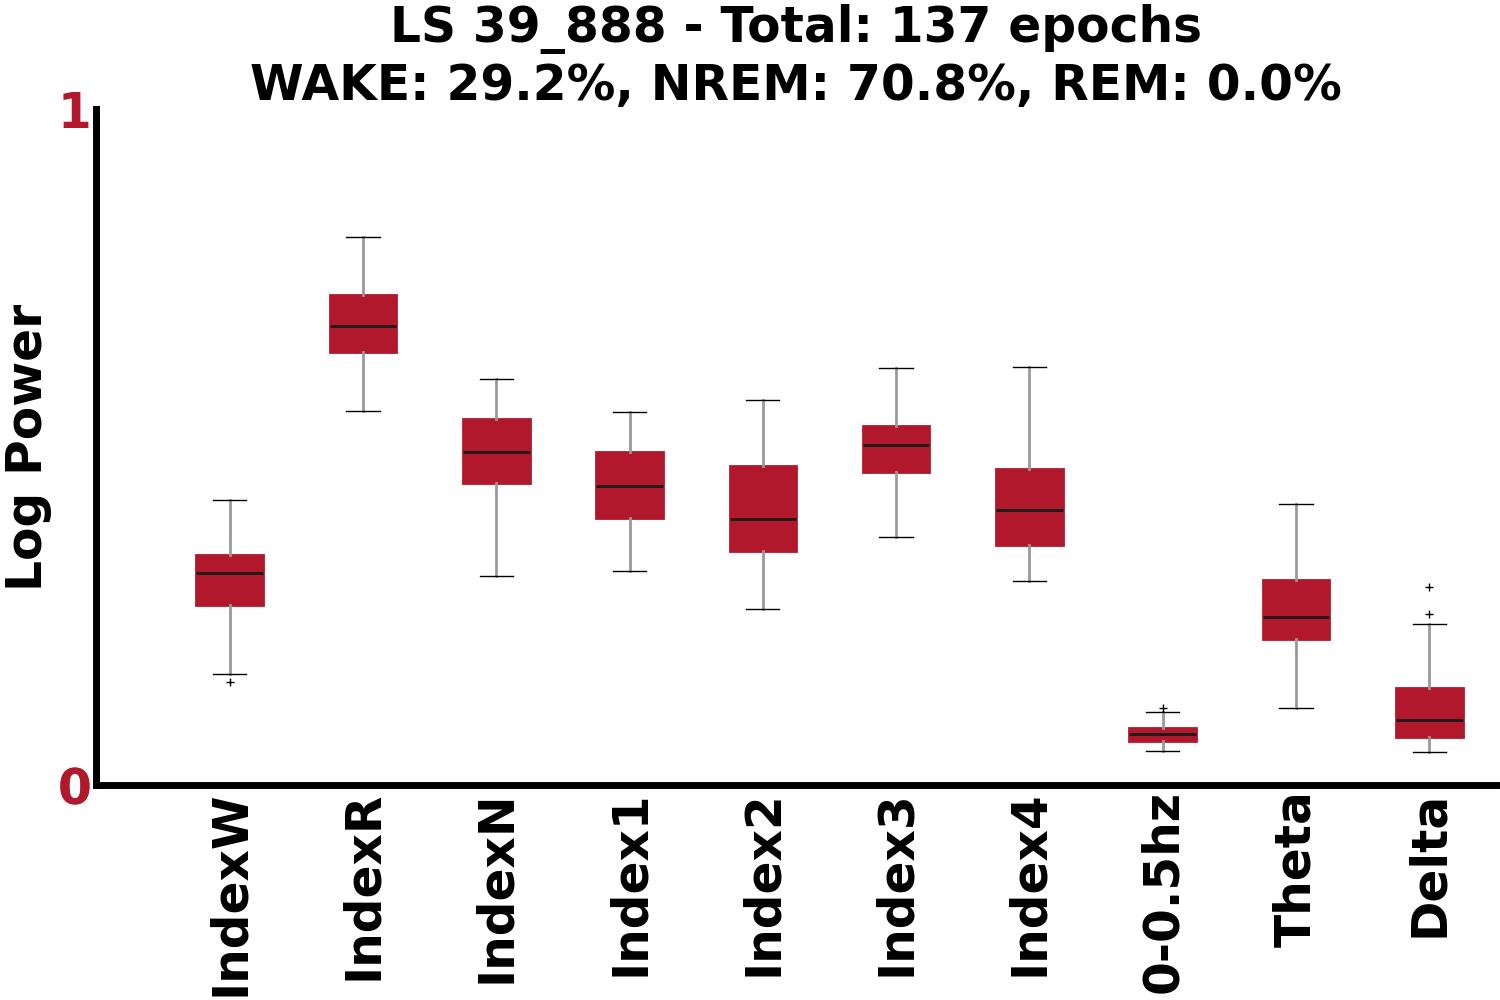 LS 39_888 - Total: 137 epochs
WAKE: 29.2%, NREM: 70.8%, REM: 0.0%
1
Log Power
0
IndexW
IndexR
IndexN
Index1
Index2
Index3
Index4
0-0.5hz
Theta
Delta